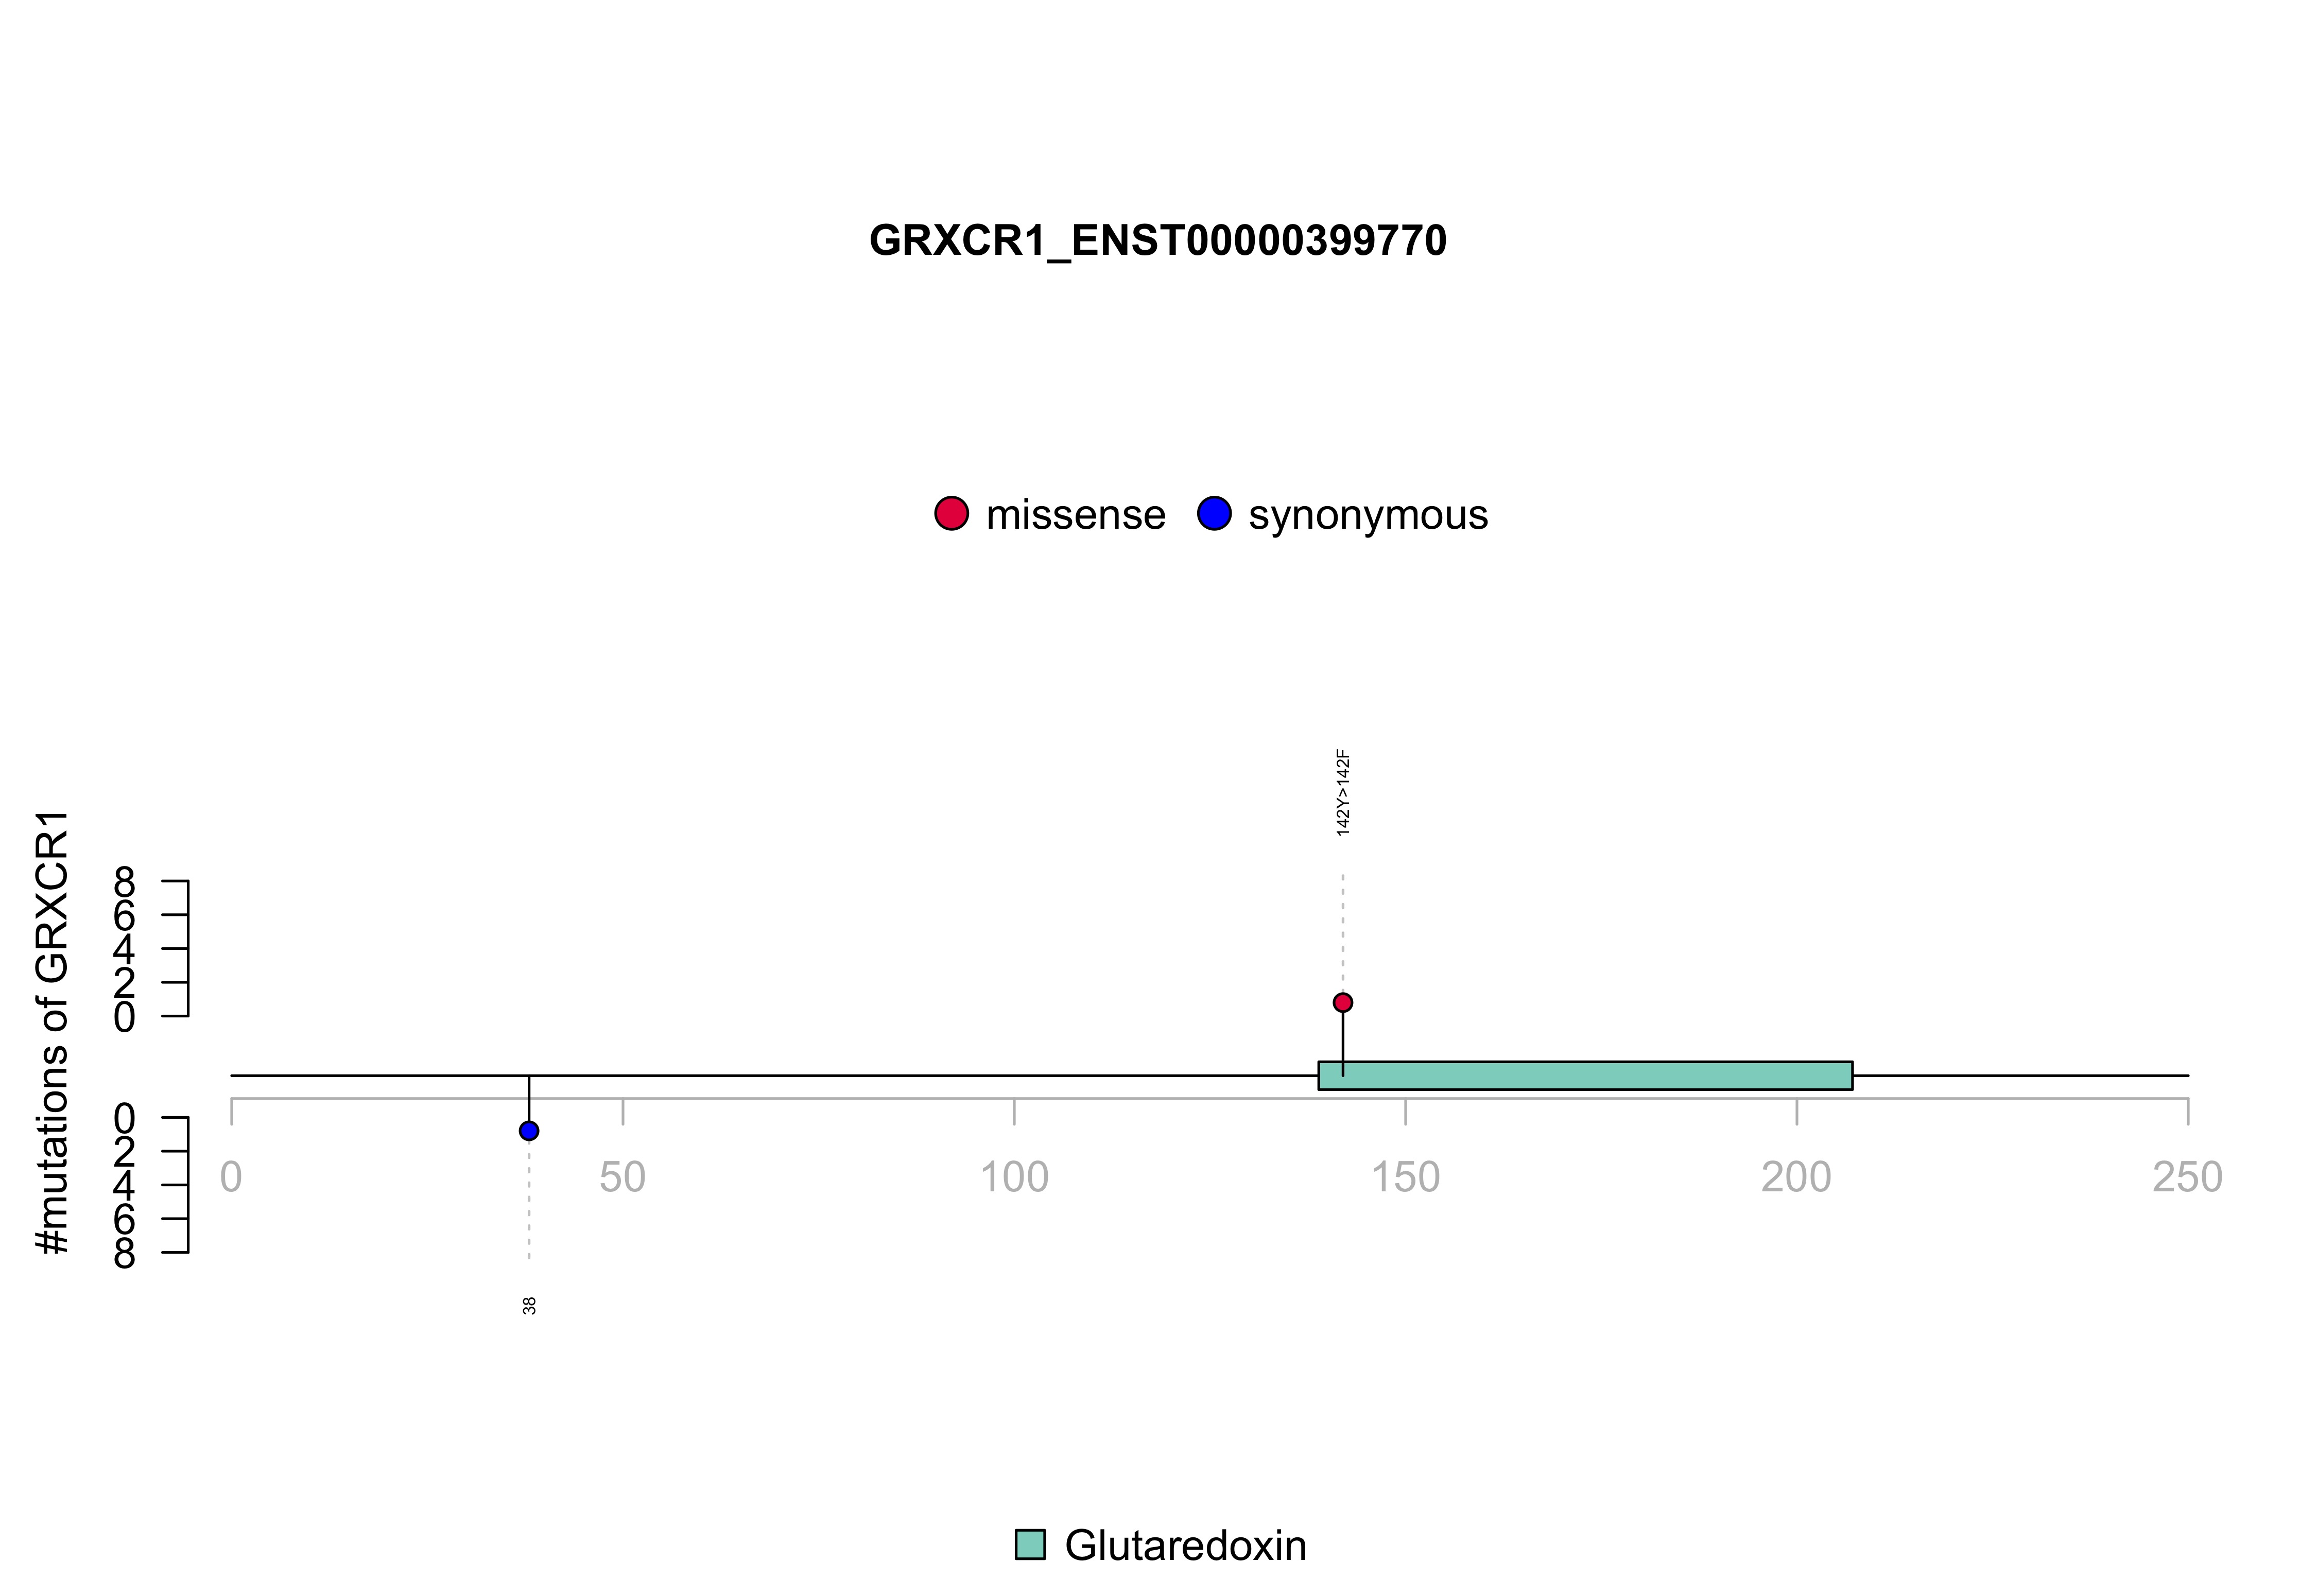 GRXCR1_ENST00000399770
missense synonymous
142Y>142F
#mutations of GRXCR1
8
6
4
2
0
0
2
4
6
8
0 50 100 150 200 250
38
Glutaredoxin